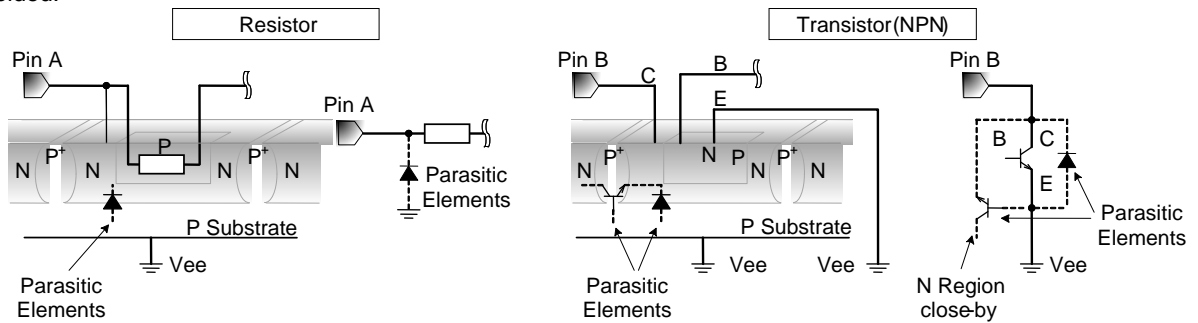 Resistor
Transistor(NPN)
Pin A
Pin A
Pin B
C
B
E
Pin B
N
P+
N
P
P+
N
N
P+
N
P
P+
N
N
B
C
E
Parasitic
Elements
P Substrate
P Substrate
Vee
Parasitic
Elements
Vee
Vee
Parasitic
Elements
Vee
Parasitic
Elements
N Region
close-by